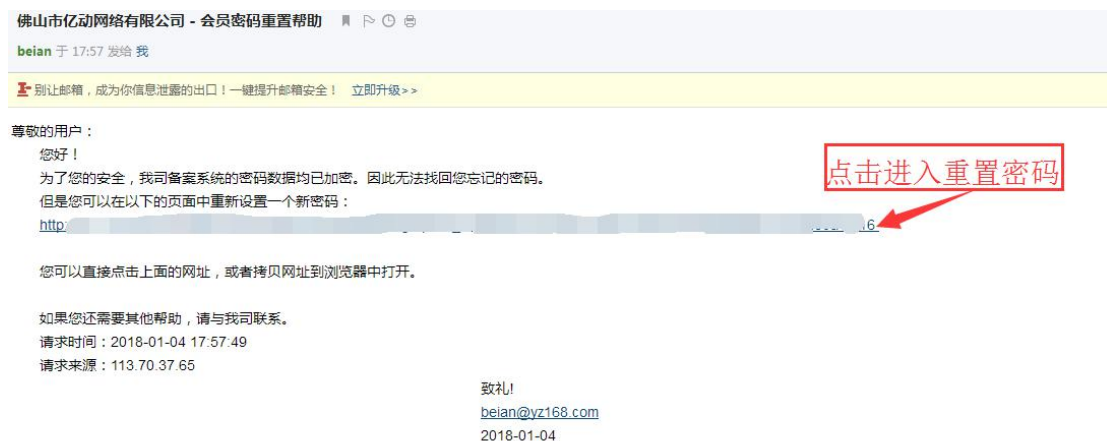 佛山市亿动网络有限公司 - 会员密码重置帮助
beian 于 17:57 发给 我
别让邮箱，成为你信息泄露的出口！一键提升邮箱安全！ 立即升级>>
尊敬的用户：
您好！
为了您的安全，我司备案系统的密码数据均已加密。因此无法找回您忘记的密码。
点击进入重置密码
但是您可以在以下的页面中重新设置一个新密码：
http:
您可以直接点击上面的网址，或者拷贝网址到浏览器中打开。
如果您还需要其他帮助，请与我司联系。
请求时间：2018-01-04 17:57:49
请求来源：113.70.37.65
致礼!
beian@yz168.com
2018-01-04